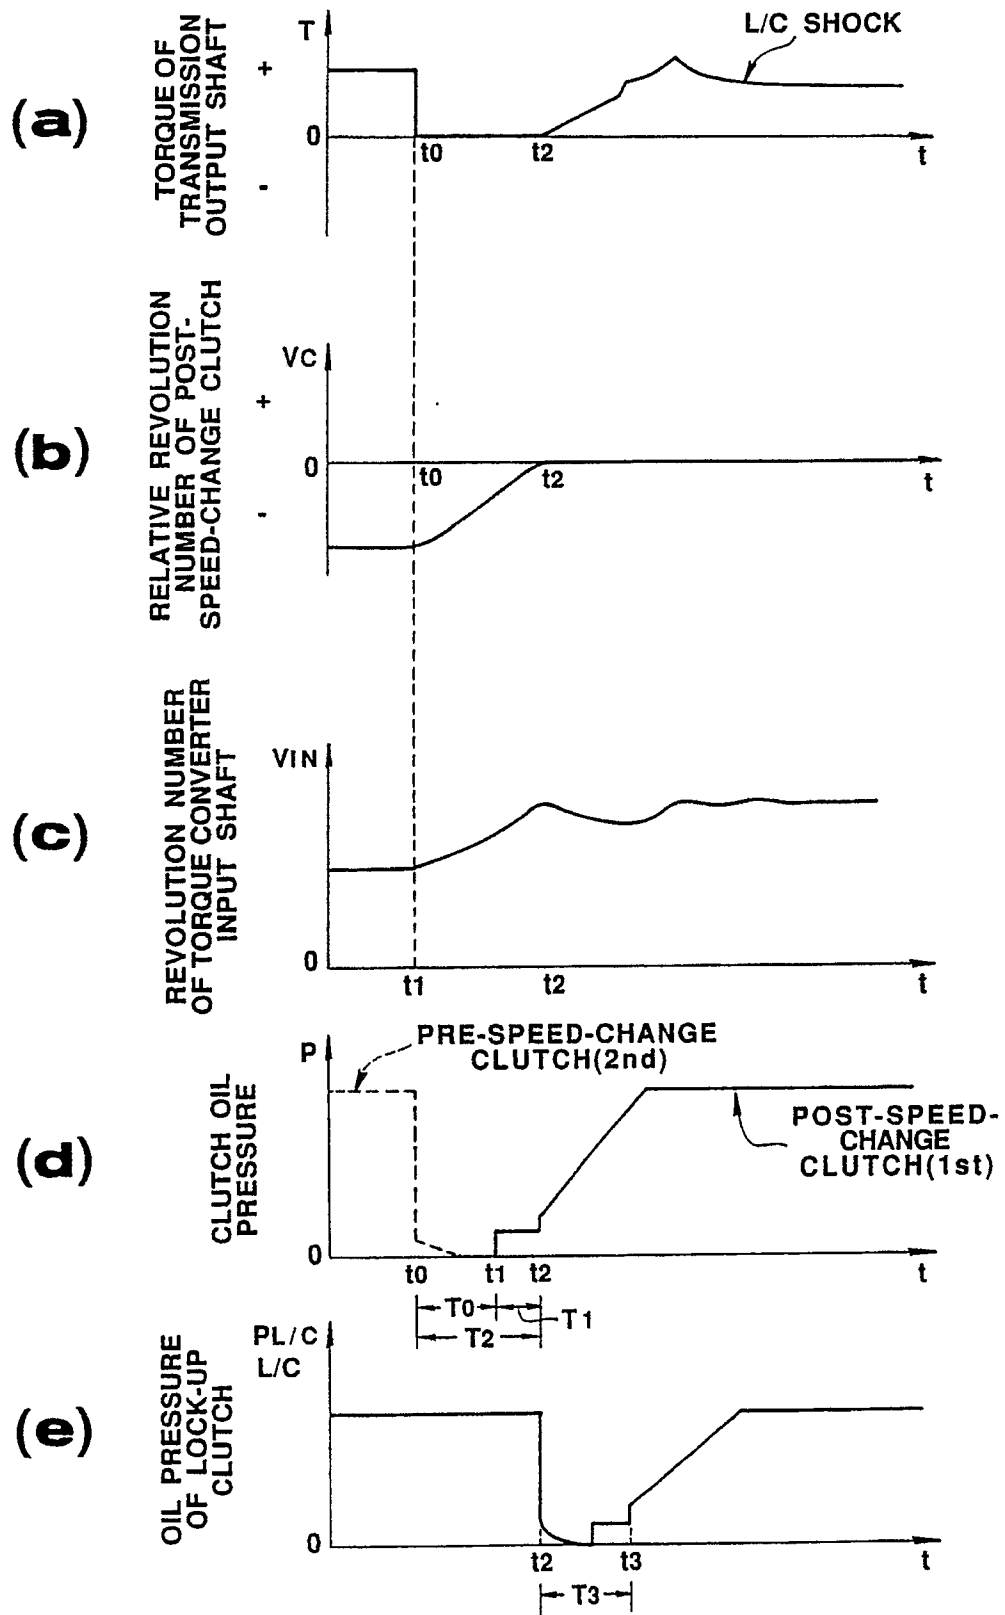 (a)
TORQUE OF
TRANSMISSION
OUTPUT SHAFT
T
+
0
-
t0
t2
t
L/C SHOCK
(b)
RELATIVE REVOLUTION
NUMBER OF POST-
SPEED-CHANGE CLUTCH
VC
+
0
-
t0
t2
t
(c)
REVOLUTION NUMBER
OF TORQUE CONVERTER
INPUT SHAFT
VIN
0
t1
t2
t
(d)
CLUTCH OIL
PRESSURE
P
0
PRE-SPEED-CHANGE
CLUTCH(2nd)
POST-SPEED-
CHANGE
CLUTCH(1st)
t0
t1
t2
t
T0
T1
T2
(e)
OIL PRESSURE
OF LOCK-UP
CLUTCH
PL/C
L/C
0
t2
t3
t
T3